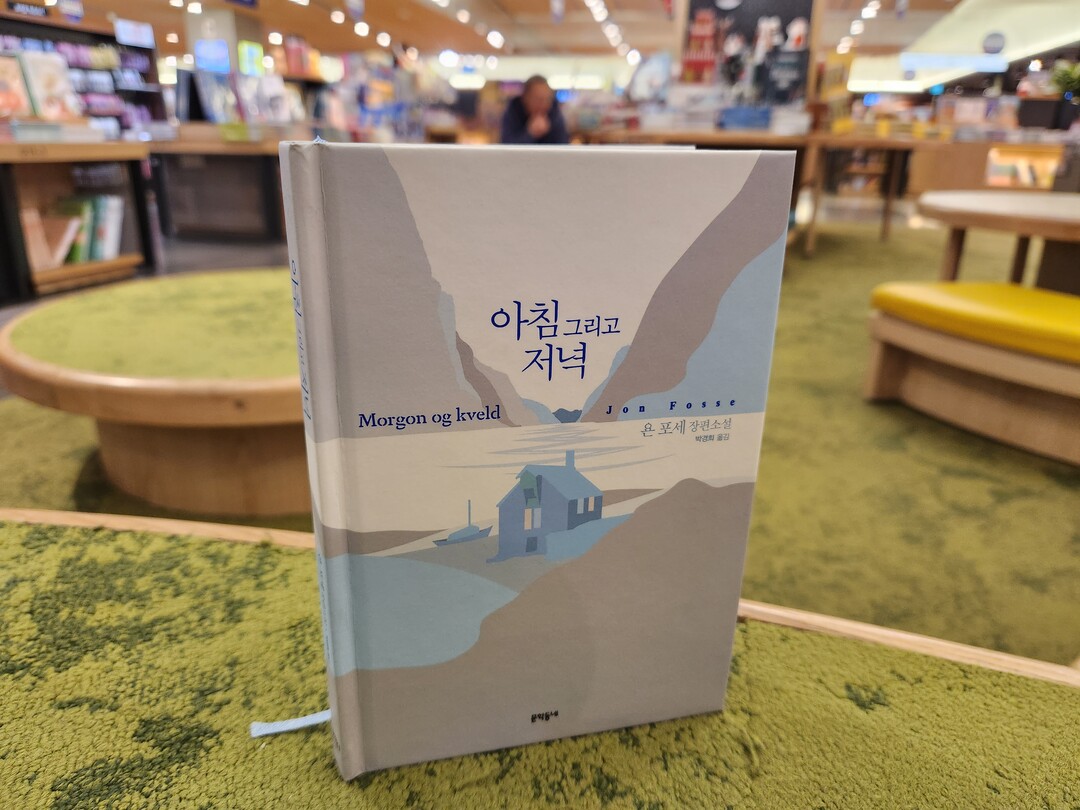 아침 그리고
저녁
Morgon og kveld
Jon Fosse
욘 포세 장편소설
박경희 옮김
문학동네